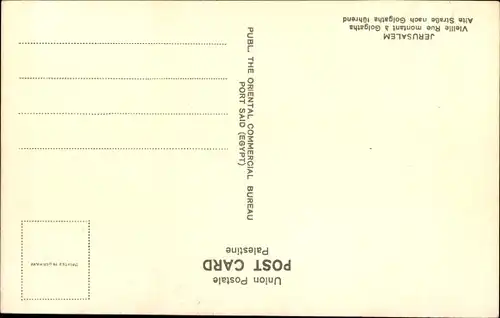 Union Postale
POST CARD
Palestine
PUBL. THE ORIENTAL COMMERCIAL BUREAU
PORT-SAID (EGYPT)
JERUSALEM
Vieille Rue montant à Golgatha
Alte Straße nach Golgatha führend